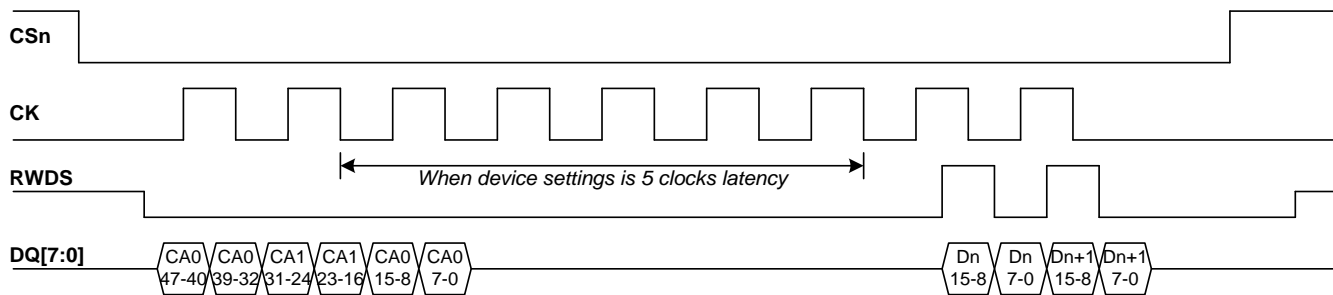 CSn
CK
RWDS
When device settings is 5 clocks latency
DQ[7:0]
CA0 CA0 CA1 CA1 CA0 CA0 Dn Dn Dn+1 Dn+1
47-40 39-32 31-24 23-16 15-8 7-0 15-8 7-0 15-8 7-0